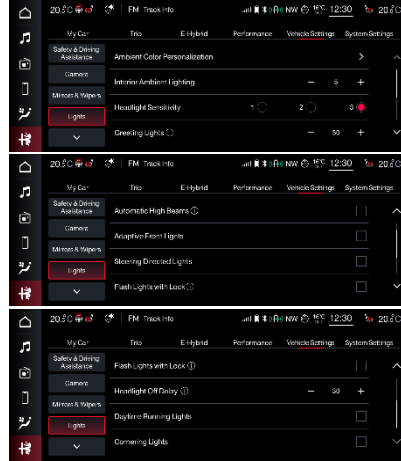 20.5°C FM Track Info NW 16°C 12:30 20.5°C
My Car Trip E-Hybrid Performance Vehicle Settings System Settings
Safety & Driving
Assistance
Camera
Mirrors & Wipers
Lights
Ambient Color Personalization
Interior Ambient Lighting − 6 +
Headlight Sensitivity 1 2 3
Greeting Lights − 30 +
20.5°C FM Track Info NW 16°C 12:30 20.5°C
My Car Trip E-Hybrid Performance Vehicle Settings System Settings
Safety & Driving
Assistance
Camera
Mirrors & Wipers
Lights
Automatic High Beams
Adaptive Front Lights
Steering Directed Lights
Flash Lights with Lock
20.5°C FM Track Info NW 16°C 12:30 20.5°C
My Car Trip E-Hybrid Performance Vehicle Settings System Settings
Safety & Driving
Assistance
Camera
Mirrors & Wipers
Lights
Flash Lights with Lock
Headlight Off Delay − 30 +
Daytime Running Lights
Cornering Lights